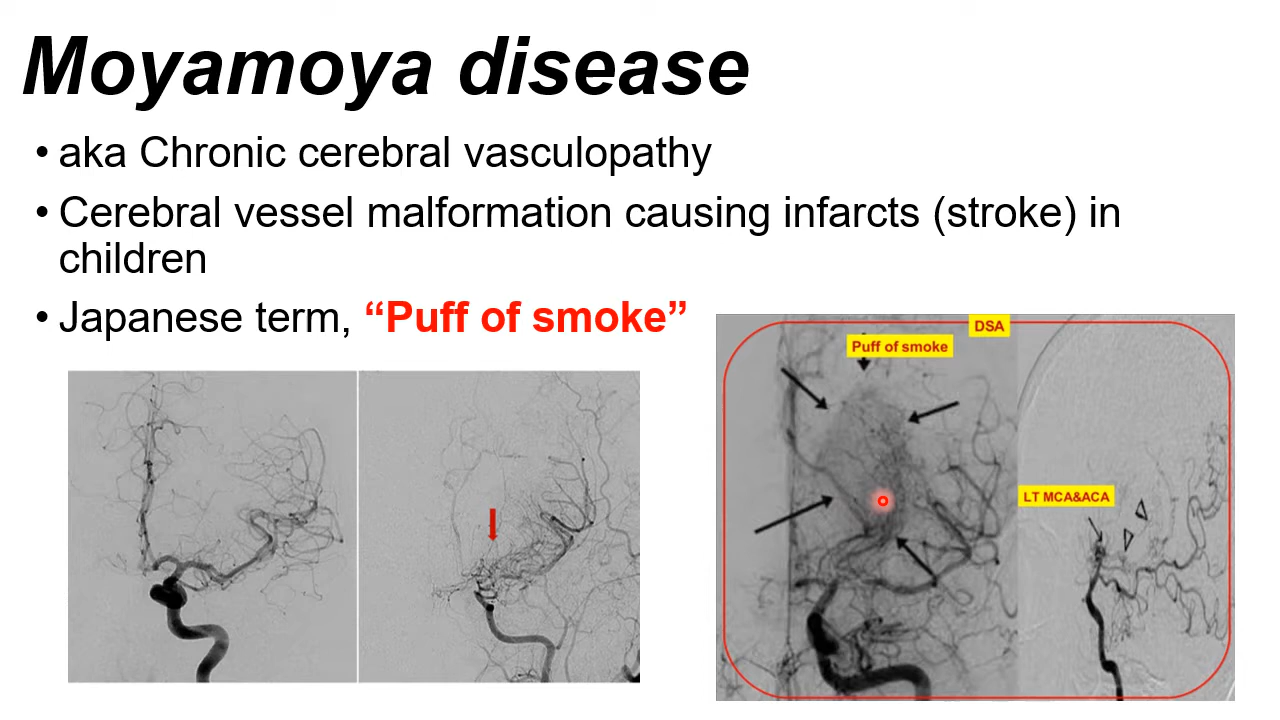 Moyamoya disease
• aka Chronic cerebral vasculopathy
• Cerebral vessel malformation causing infarcts (stroke) in
children
• Japanese term, “Puff of smoke”
DSA
Puff of smoke
LT MCA&ACA